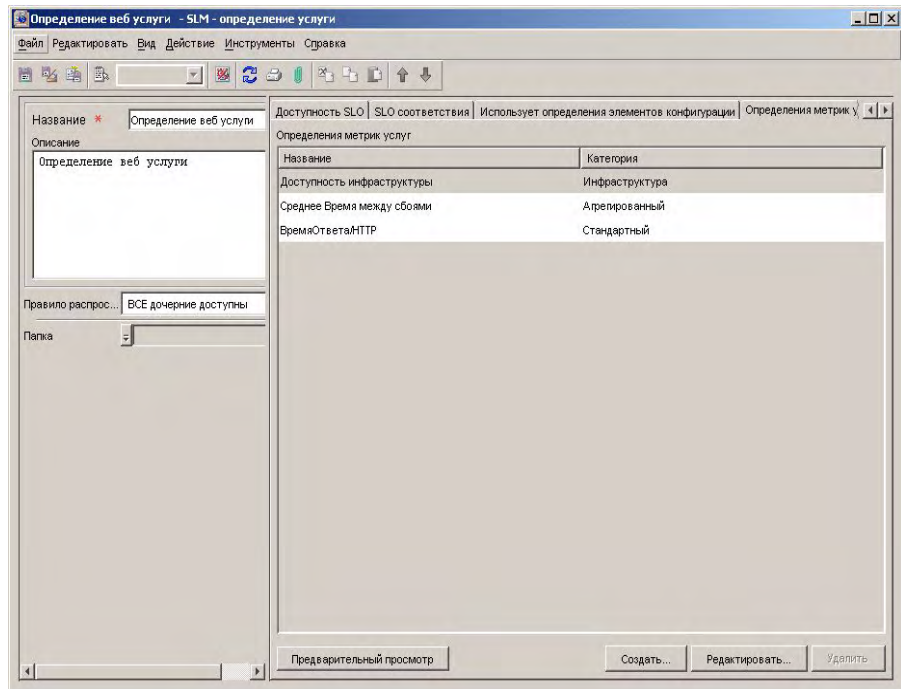 Определение веб услуги - SLM - определение услуги
Файл Редактировать Вид Действие Инструменты Справка
Название * Определение веб услуги
Описание
Определение веб услуги
Правило распрос... ВСЕ дочерние доступны
Папка
Доступность SLO SLO соответствия Использует определения элементов конфигурации Определения метрик у
Определения метрик услуг
Название Категория
Доступность инфраструктуры Инфраструктура
Среднее Время между сбоями Агрегированный
ВремяОтвета/HTTP Стандартный
Предварительный просмотр Создать... Редактировать... Удалить